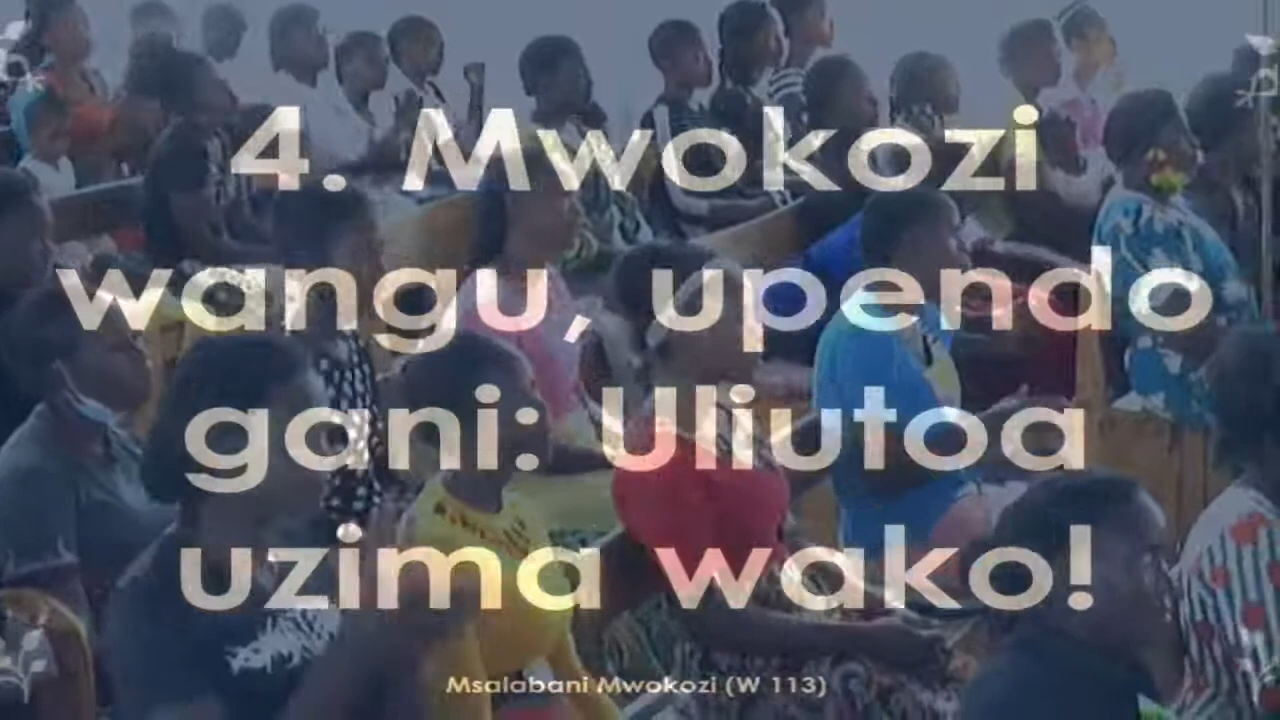 4. Mwokozi
wangu, upendo
gani: Uliutoa
uzima wako!
Msalabani Mwokozi (W 113)